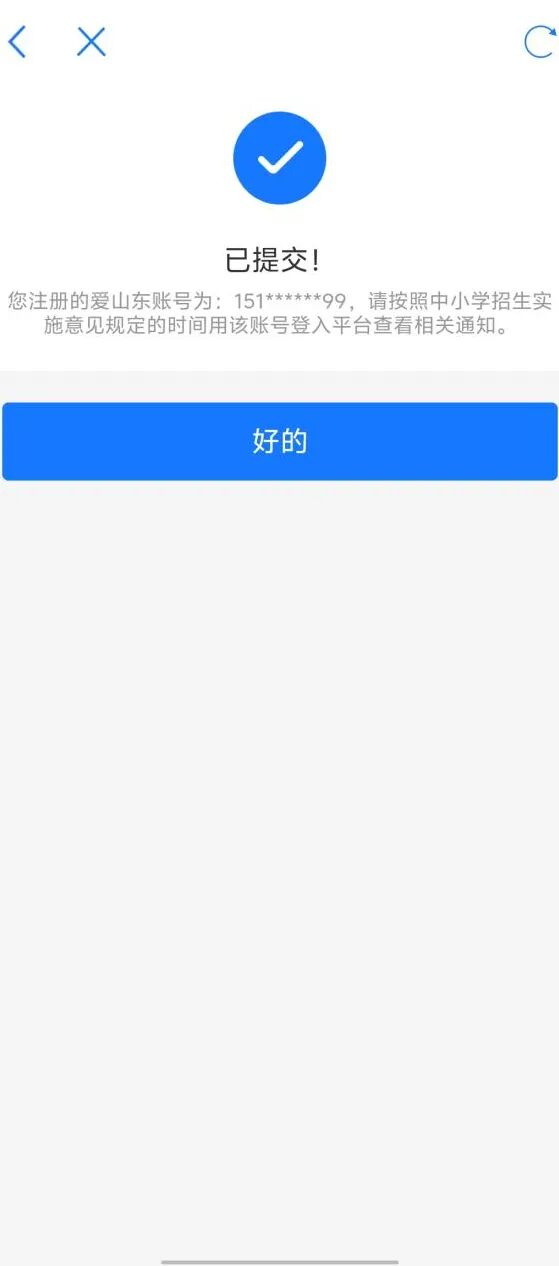 已提交！
您注册的爱山东账号为：151******99，请按照中小学招生实
施意见规定的时间用该账号登入平台查看相关通知。
好的